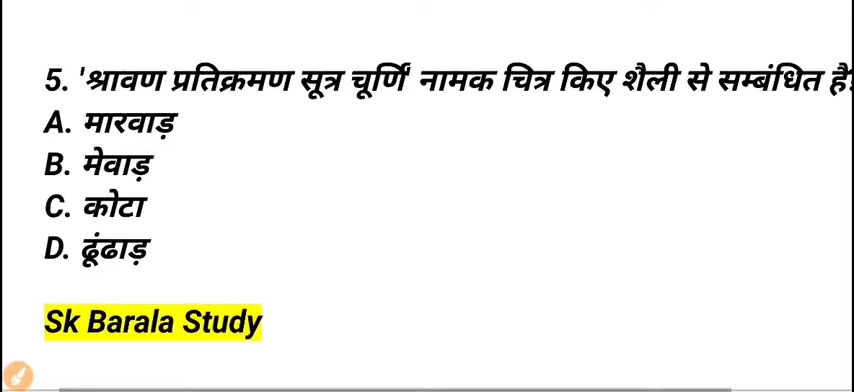 5. 'श्रावण प्रतिक्रमण सूत्र चूर्णि' नामक चित्र किए शैली से सम्बंधित है?
A. मारवाड़
B. मेवाड़
C. कोटा
D. ढूंढाड़
Sk Barala Study